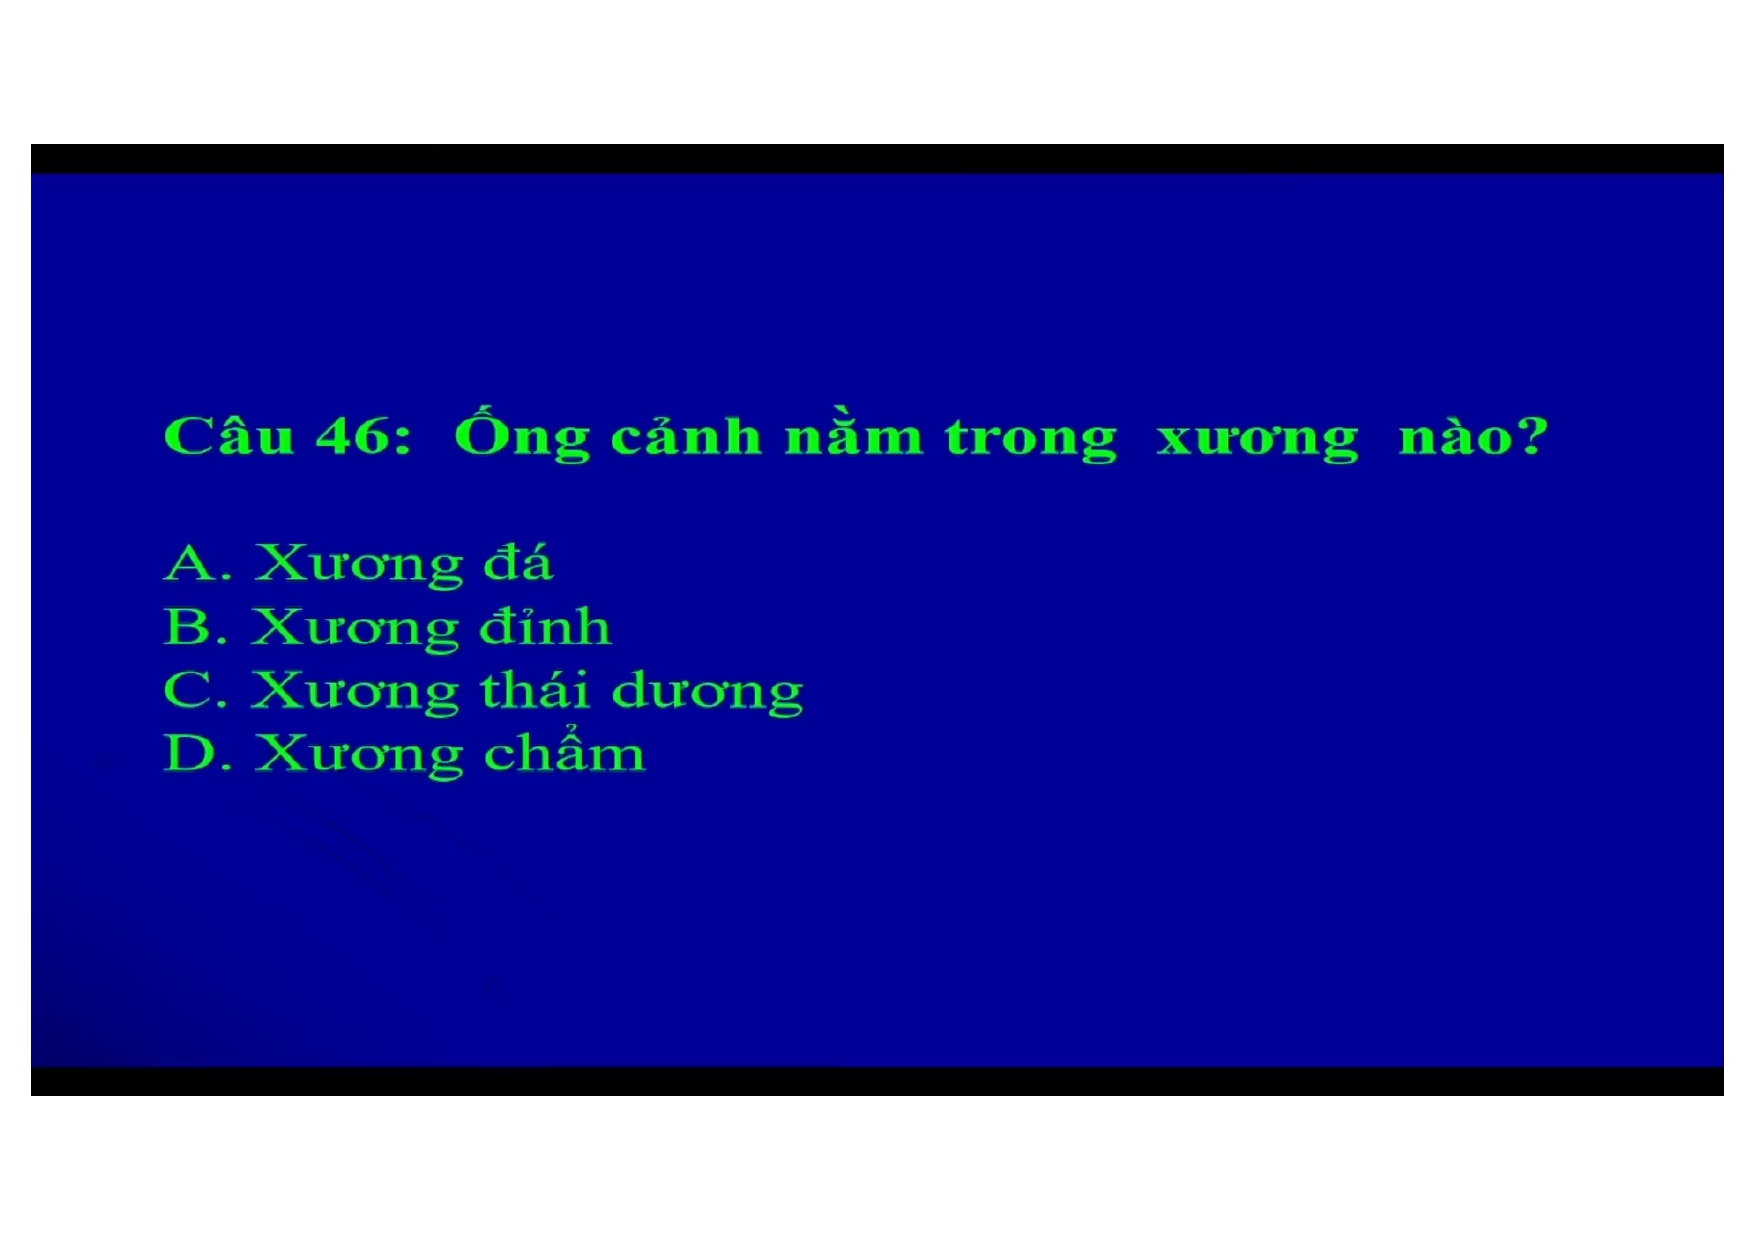 Câu 46: Ống cảnh nằm trong xương nào?
A. Xương đá
B. Xương đỉnh
C. Xương thái dương
D. Xương chẩm